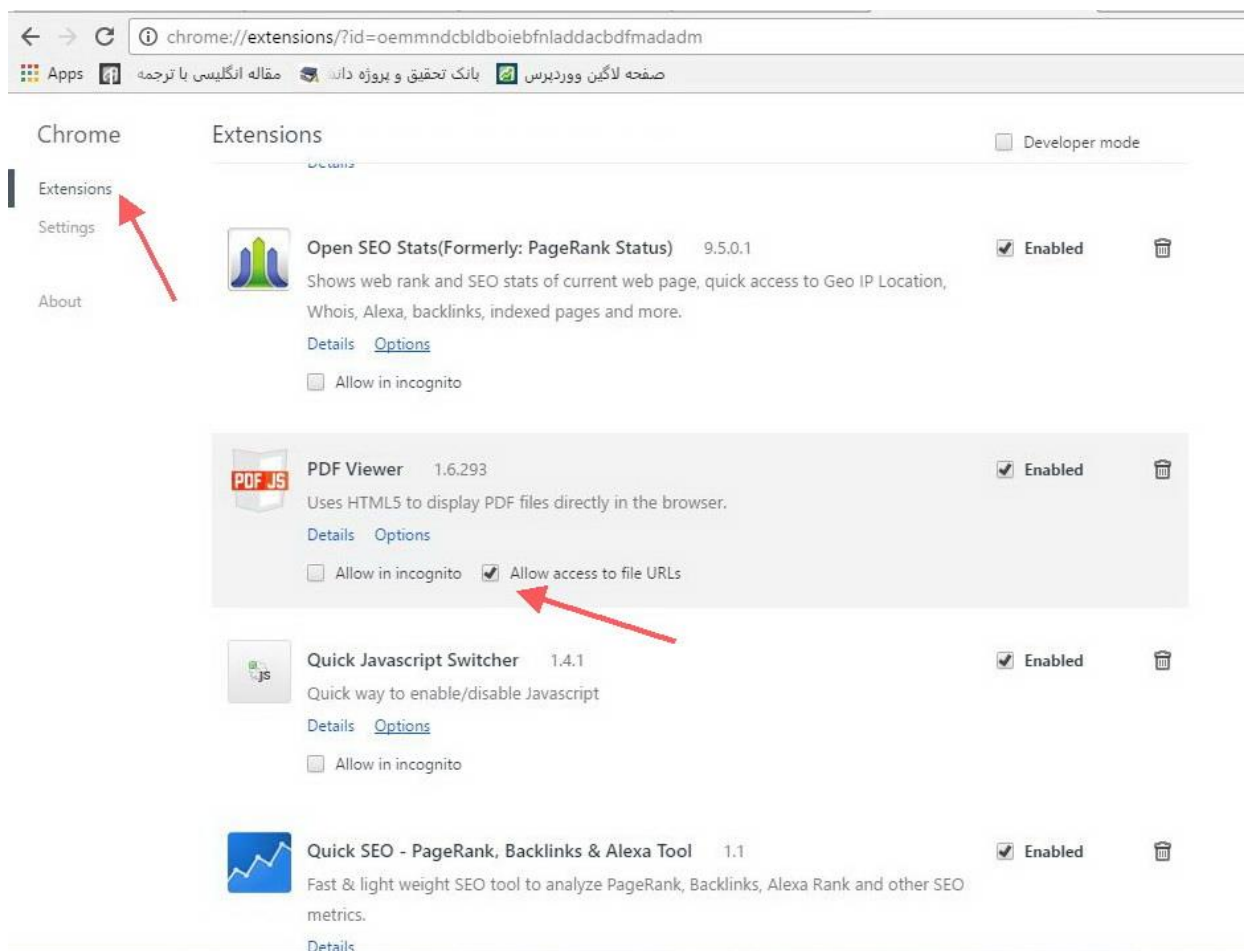 chrome://extensions/?id=oemmndcbldboiebfnladdacbdfmadadm
Apps مقاله انگلیسی با ترجمه بانک تحقیق و پروژه دانـ صفحه لاگین ووردپرس
Chrome
Extensions
Settings
About
Extensions
Developer mode
Details
Open SEO Stats(Formerly: PageRank Status) 9.5.0.1
Enabled
Shows web rank and SEO stats of current web page, quick access to Geo IP Location,
Whois, Alexa, backlinks, indexed pages and more.
Details Options
Allow in incognito
PDF JS
PDF Viewer 1.6.293
Enabled
Uses HTML5 to display PDF files directly in the browser.
Details Options
Allow in incognito Allow access to file URLs
JS
Quick Javascript Switcher 1.4.1
Enabled
Quick way to enable/disable Javascript
Details Options
Allow in incognito
Quick SEO - PageRank, Backlinks & Alexa Tool 1.1
Enabled
Fast & light weight SEO tool to analyze PageRank, Backlinks, Alexa Rank and other SEO
metrics.
Details